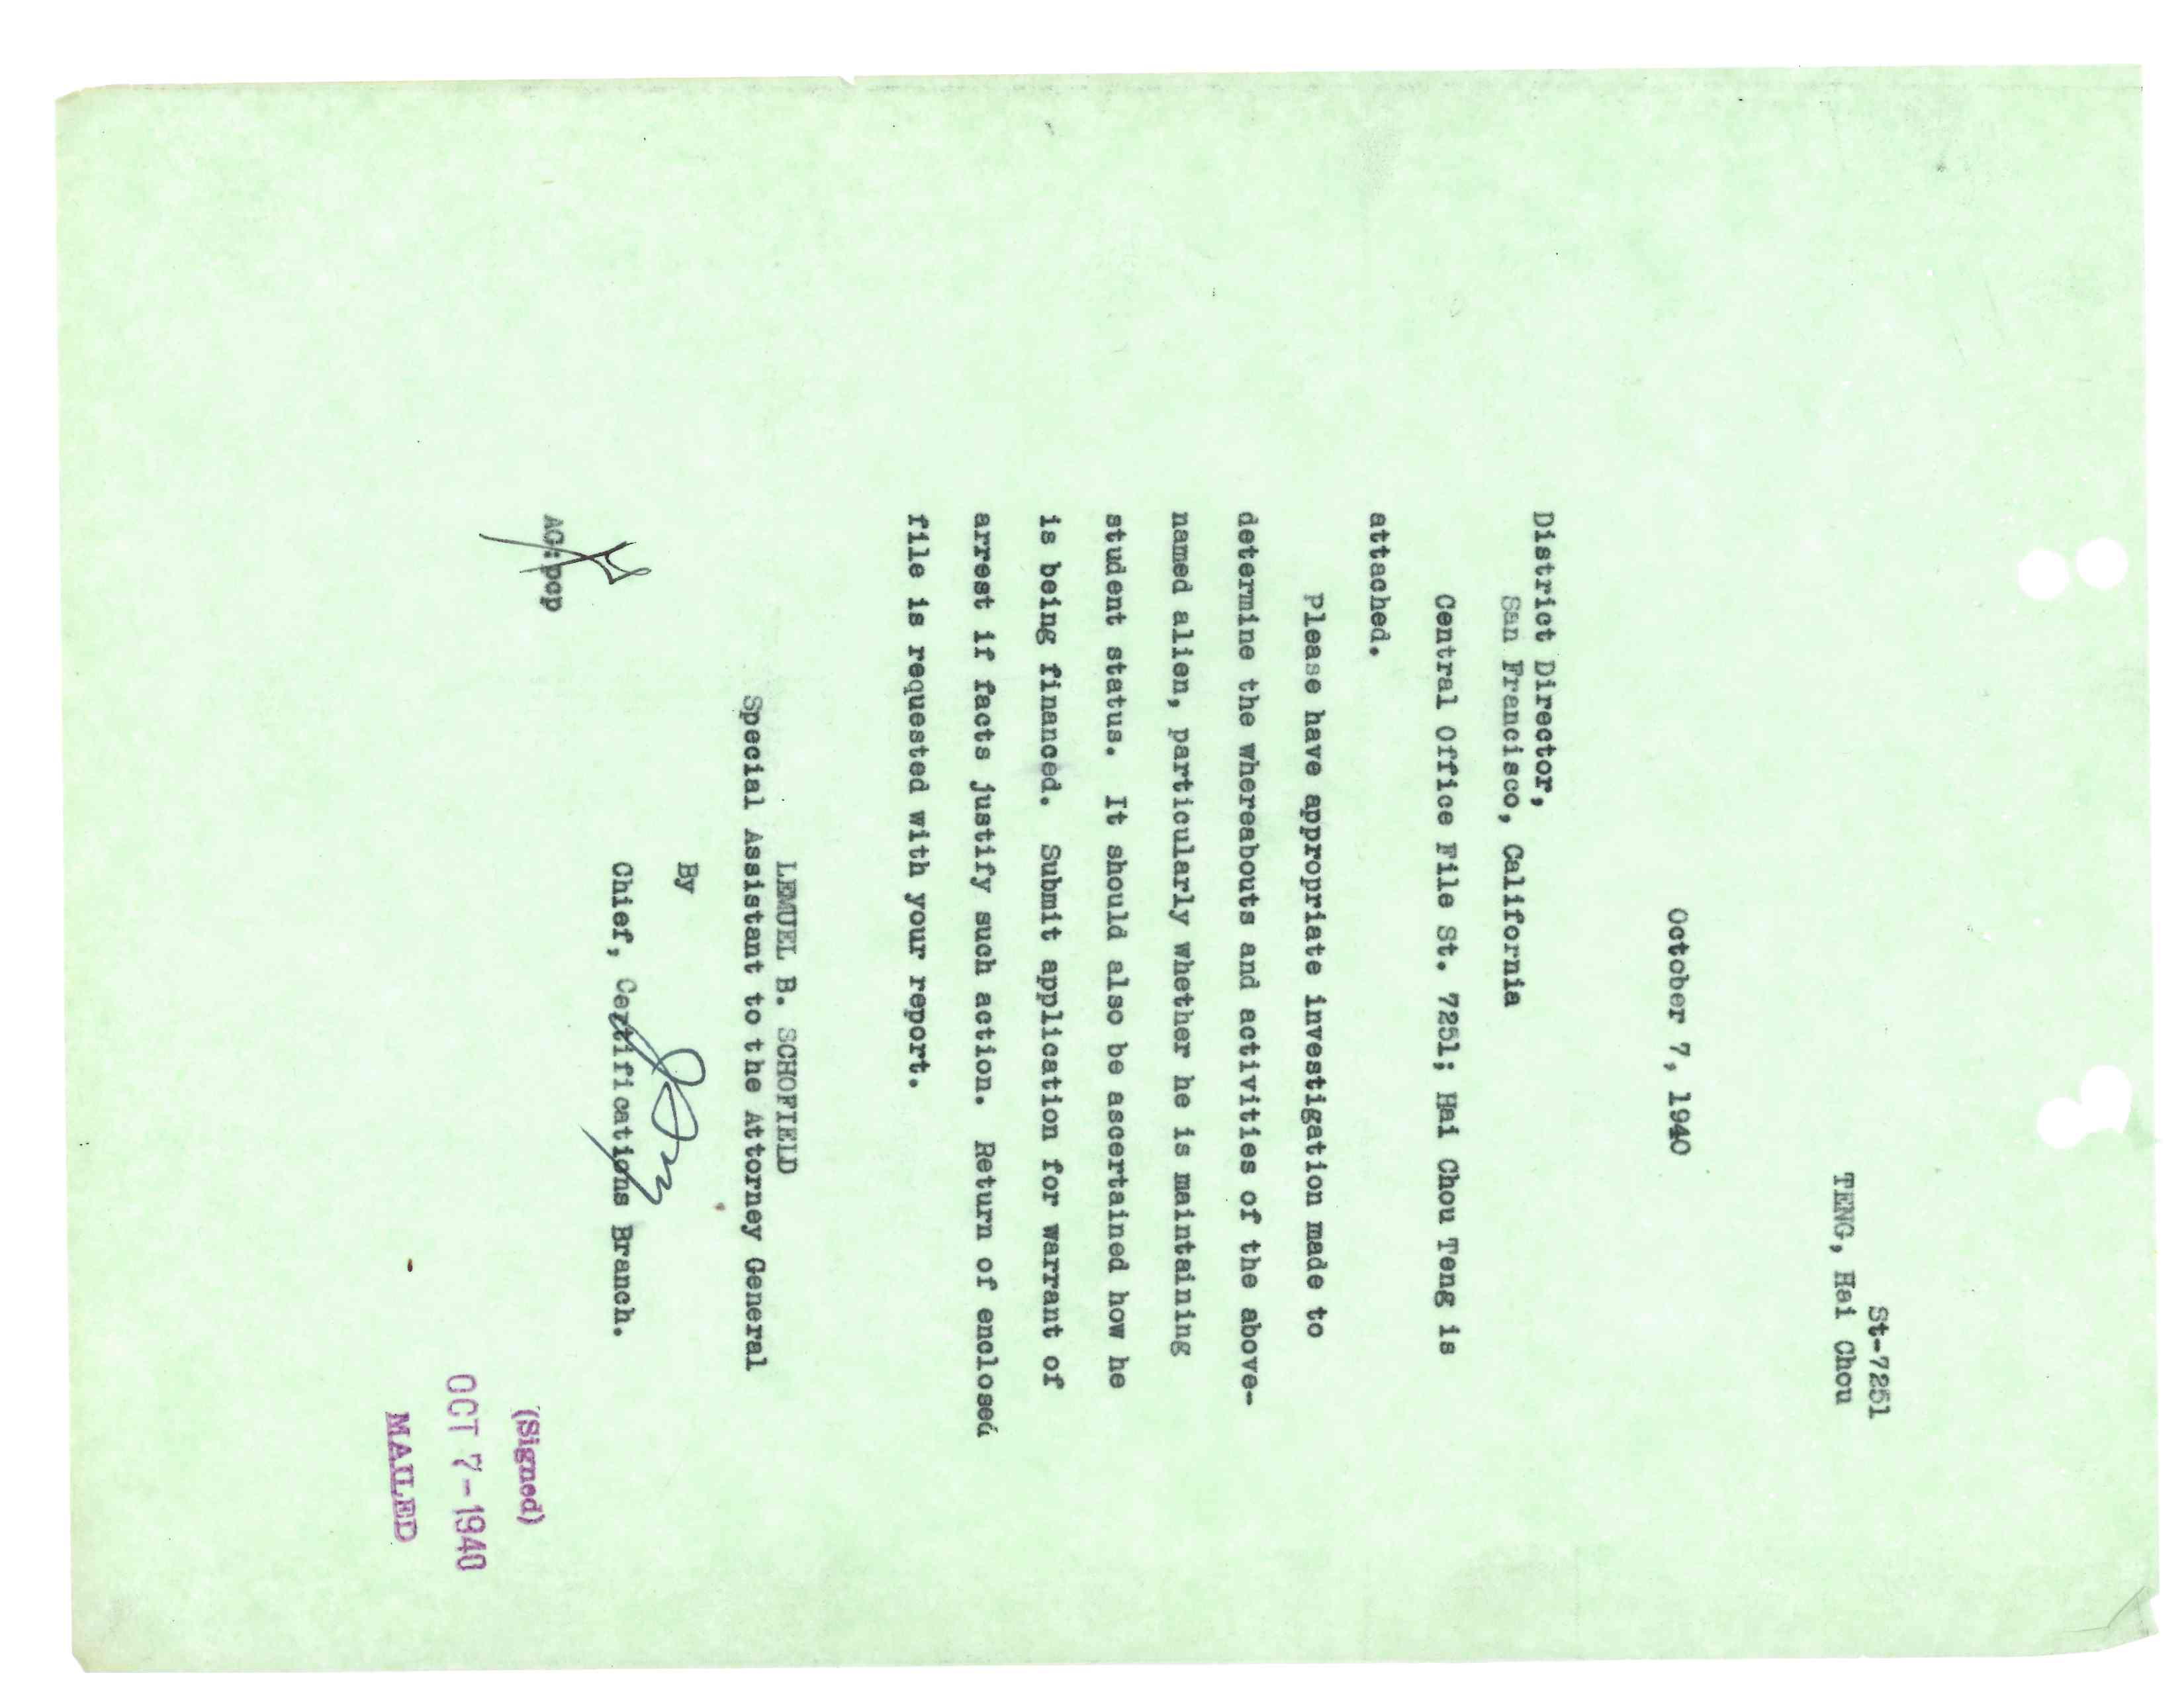 St-7251
TENG, Hai Chou
October 7, 1940
District Director,
San Francisco, California
Central Office File St. 7251; Hai Chou Teng is
attached.
Please have appropriate investigation made to
determine the whereabouts and activities of the above-
named alien, particularly whether he is maintaining
student status. It should also be ascertained how he
is being financed. Submit application for warrant of
arrest if facts justify such action. Return of enclosed
file is requested with your report.
LEMUEL B. SCHOFIELD
Special Assistant to the Attorney General
By
Chief, Certifications Branch.
AG:pcp
(Signed)
OCT 7-1940
MAILED